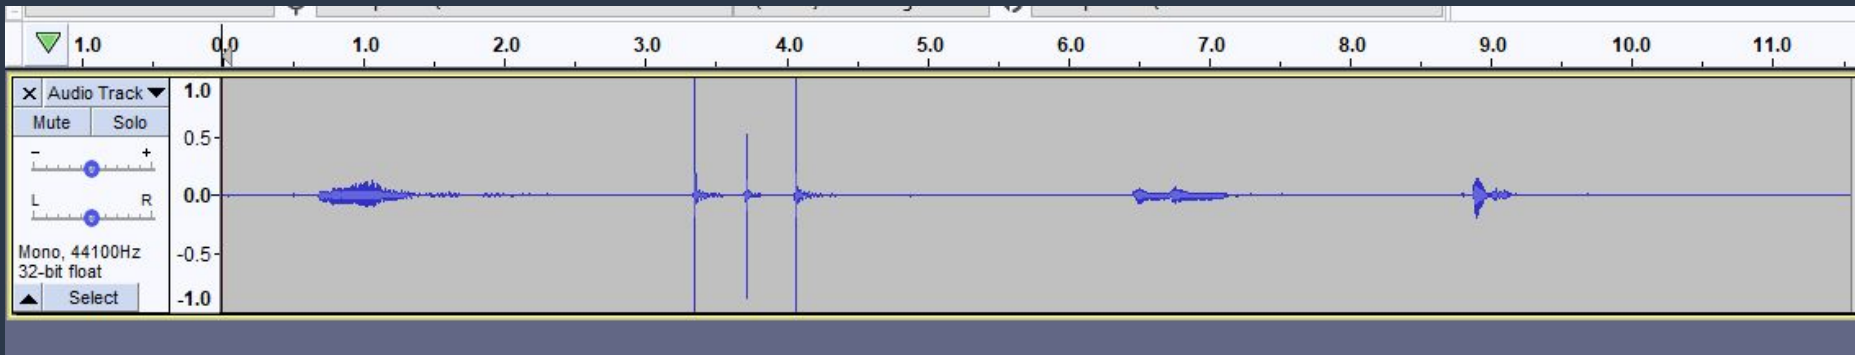 1.0 0.0 1.0 2.0 3.0 4.0 5.0 6.0 7.0 8.0 9.0 10.0 11.0
X Audio Track 1.0
Mute Solo 0.5
- +
L R 0.0
Mono, 44100Hz -0.5
32-bit float
Select -1.0